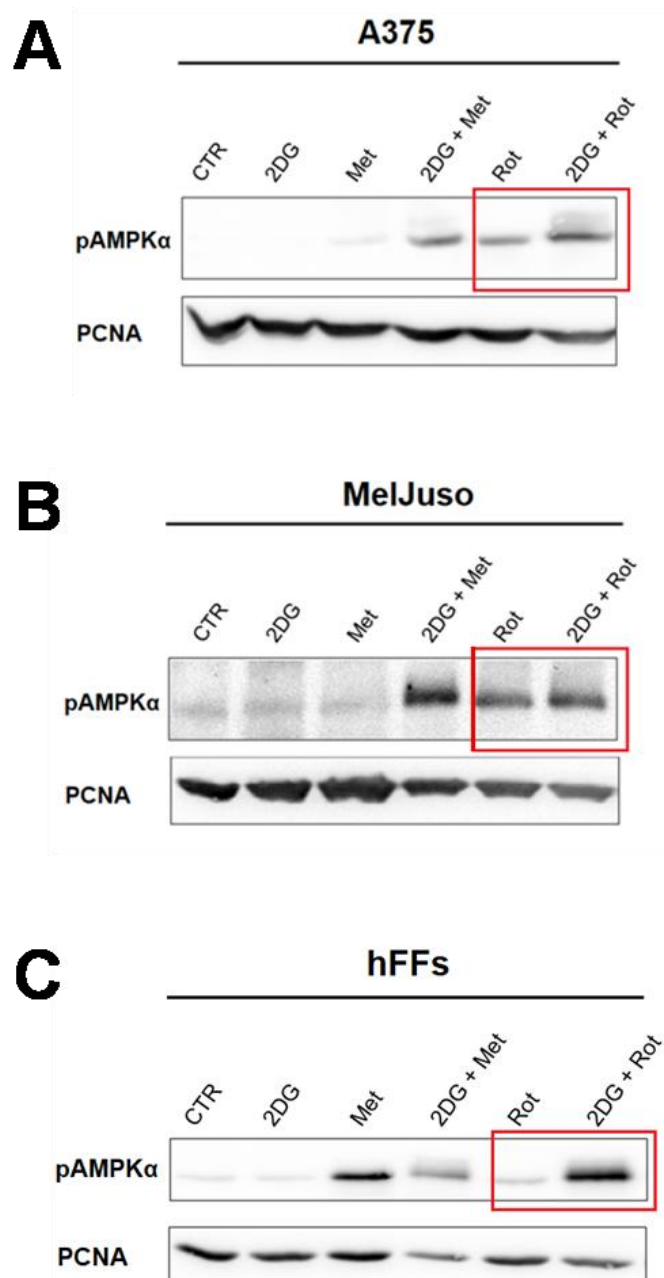 A
A375
CTR 2DG Met 2DG + Met Rot 2DG + Rot
pAMPKα
PCNA
B
MelJuso
CTR 2DG Met 2DG + Met Rot 2DG + Rot
pAMPKα
PCNA
C
hFFs
CTR 2DG Met 2DG + Met Rot 2DG + Rot
pAMPKα
PCNA